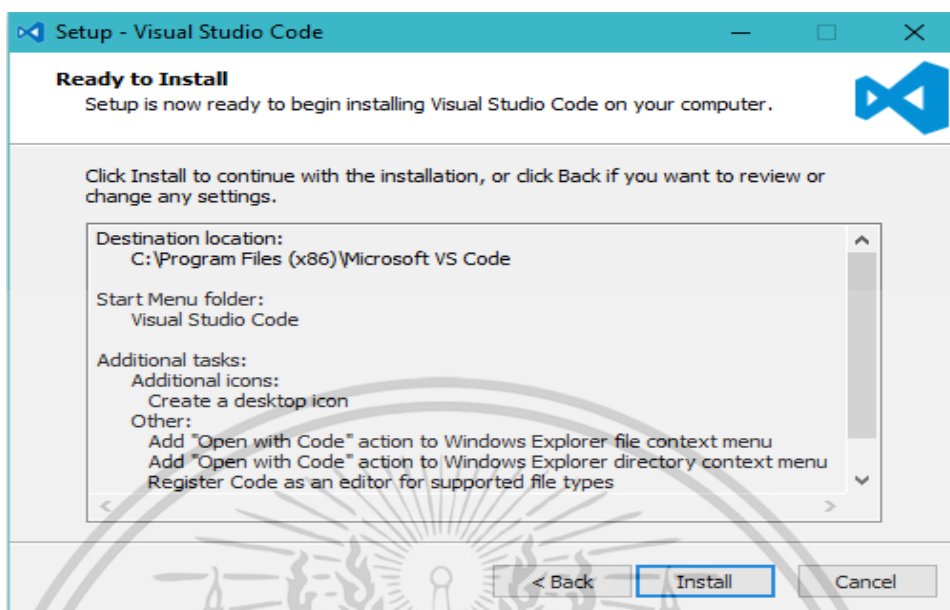 Setup - Visual Studio Code
Ready to Install
Setup is now ready to begin installing Visual Studio Code on your computer.
Click Install to continue with the installation, or click Back if you want to review or
change any settings.
Destination location:
C:\Program Files (x86)\Microsoft VS Code
Start Menu folder:
Visual Studio Code
Additional tasks:
Additional icons:
Create a desktop icon
Other:
Add "Open with Code" action to Windows Explorer file context menu
Add "Open with Code" action to Windows Explorer directory context menu
Register Code as an editor for supported file types
< Back Install Cancel